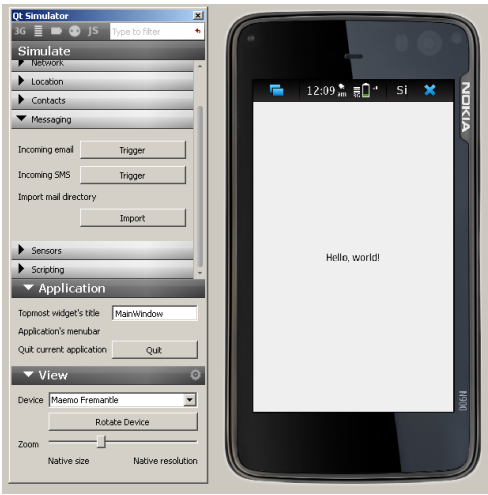 Qt Simulator
3G JS Type to filter
Simulate
Network
Location
Contacts
Messaging
Incoming email Trigger
Incoming SMS Trigger
Import mail directory
Import
Sensors
Scripting
Application
Topmost widget's title MainWindow
Application's menubar
Quit current application Quit
View
Device Maemo Fremantle
Rotate Device
Zoom
Native size Native resolution
12:09 am Si
Hello, world!
NOKIA
N900